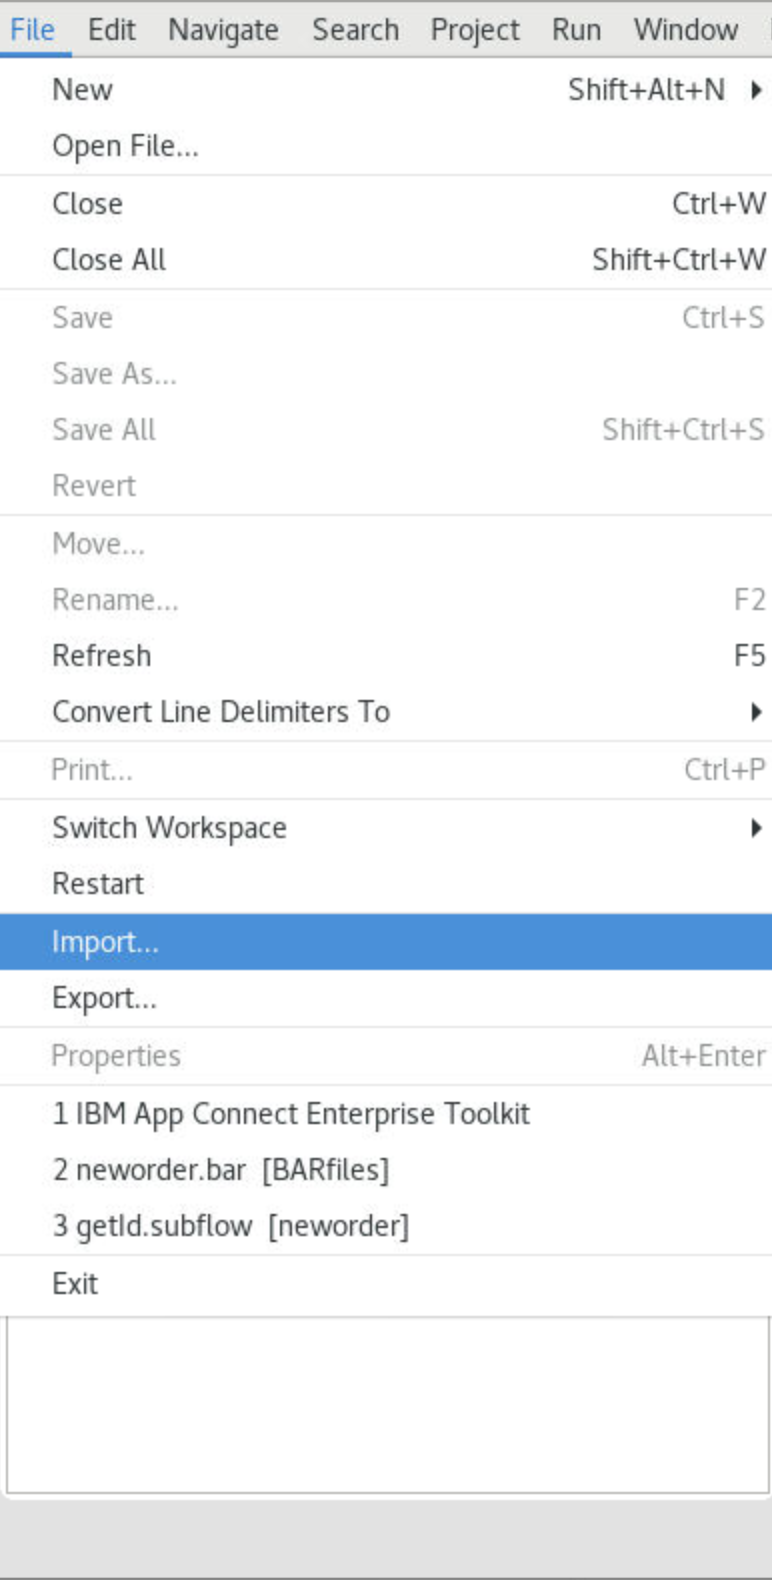 File Edit Navigate Search Project Run Window
New Shift+Alt+N
Open File...
Close Ctrl+W
Close All Shift+Ctrl+W
Save Ctrl+S
Save As...
Save All Shift+Ctrl+S
Revert
Move...
Rename... F2
Refresh F5
Convert Line Delimiters To
Print... Ctrl+P
Switch Workspace
Restart
Import...
Export...
Properties Alt+Enter
1 IBM App Connect Enterprise Toolkit
2 neworder.bar [BARfiles]
3 getId.subflow [neworder]
Exit